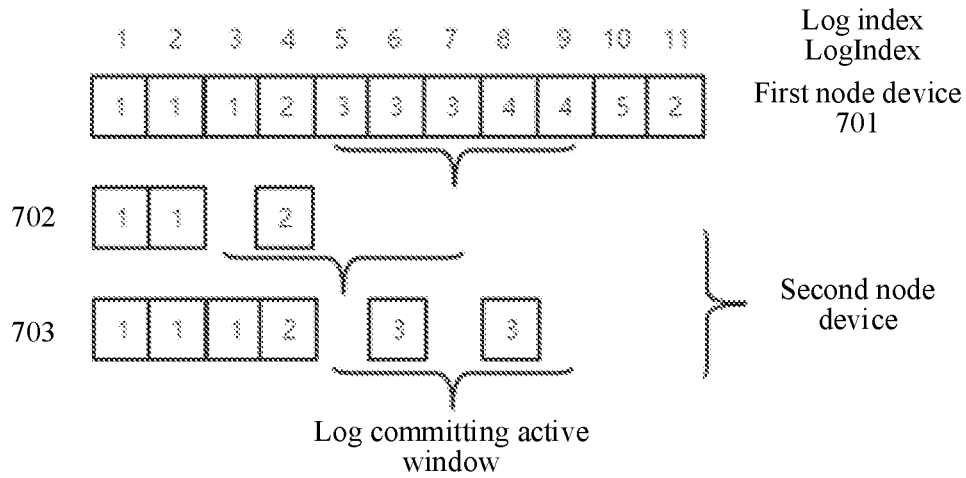 1 2 3 4 5 6 7 8 9 10 11
Log index
LogIndex
1 1 1 2 3 3 3 4 4 5 2
First node device
701
702
1 1 2
703
1 1 1 2 3 3
Second node
device
Log committing active
window